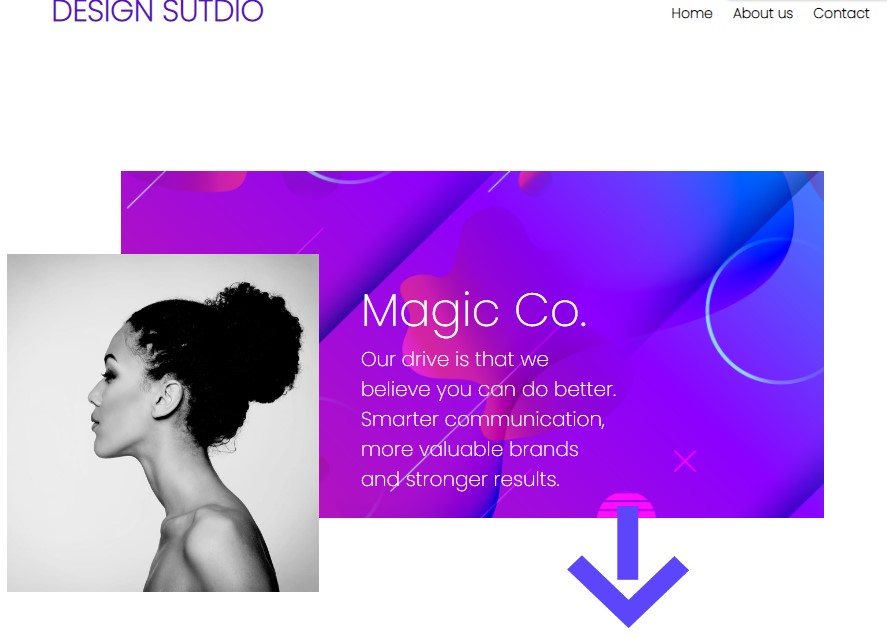 DESIGN SUTDIO
Home About us Contact
Magic Co.
Our drive is that we
believe you can do better.
Smarter communication,
more valuable brands
and stronger results.